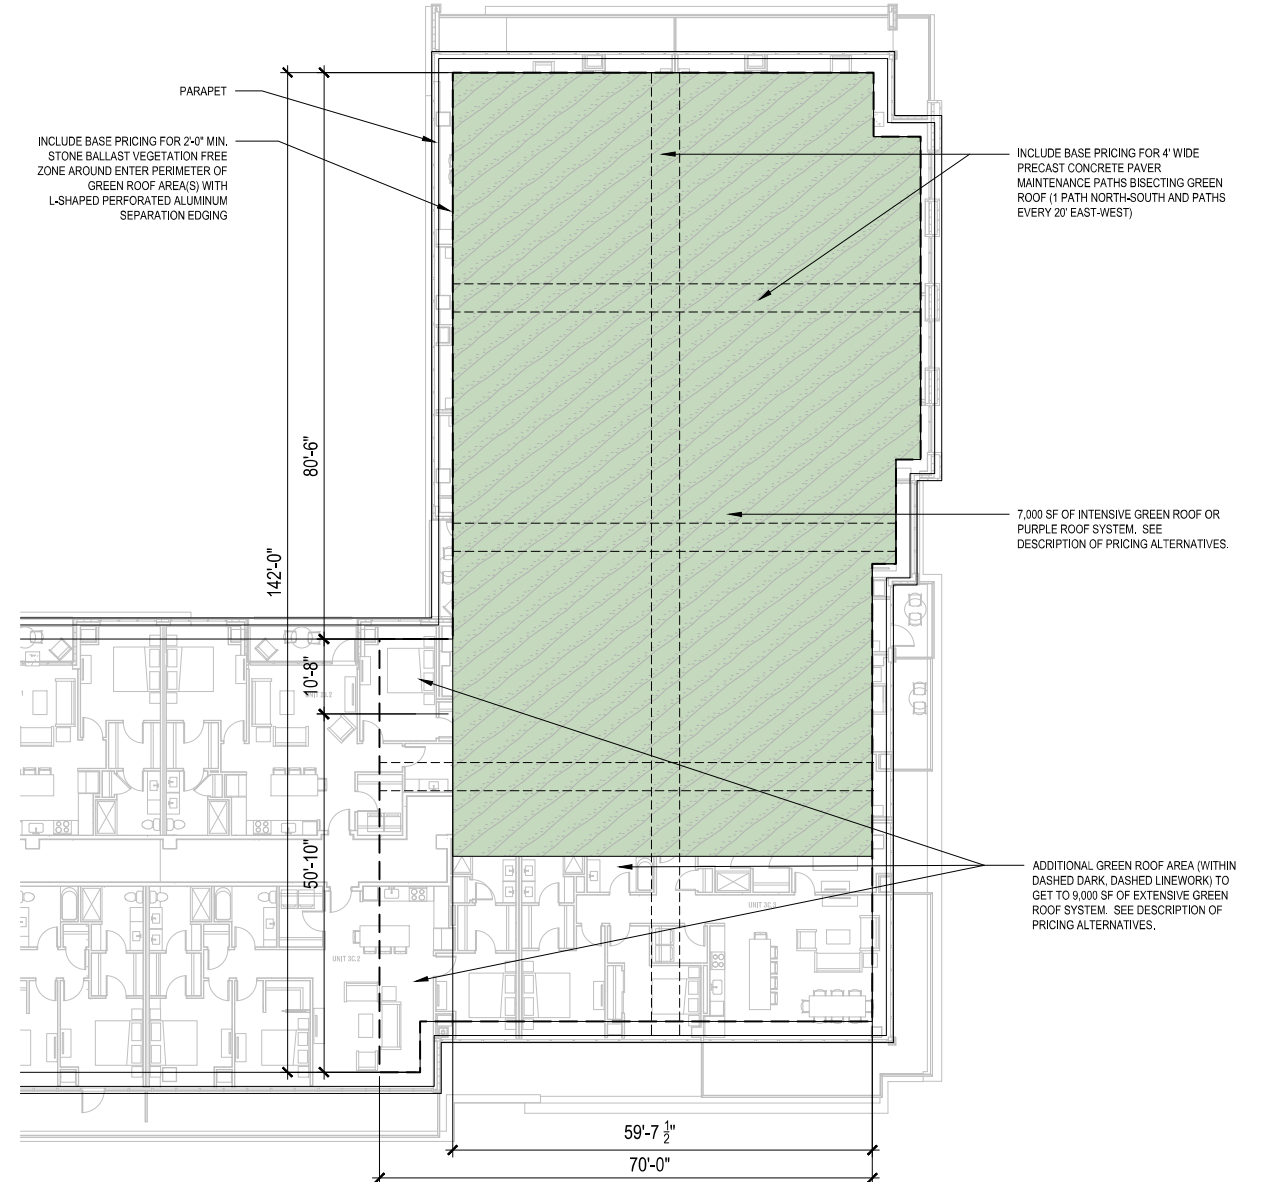 PARAPET
INCLUDE BASE PRICING FOR 2'-0" MIN.
STONE BALLAST VEGETATION FREE
ZONE AROUND ENTER PERIMETER OF
GREEN ROOF AREA(S) WITH
L-SHAPED PERFORATED ALUMINUM
SEPARATION EDGING
INCLUDE BASE PRICING FOR 4' WIDE
PRECAST CONCRETE PAVER
MAINTENANCE PATHS BISECTING GREEN
ROOF (1 PATH NORTH-SOUTH AND PATHS
EVERY 20' EAST-WEST)
80'-6"
142'-0"
7,000 SF OF INTENSIVE GREEN ROOF OR
PURPLE ROOF SYSTEM. SEE
DESCRIPTION OF PRICING ALTERNATIVES.
10'-8"
50'-10"
ADDITIONAL GREEN ROOF AREA (WITHIN
DASHED DARK, DASHED LINEWORK) TO
GET TO 9,000 SF OF EXTENSIVE GREEN
ROOF SYSTEM. SEE DESCRIPTION OF
PRICING ALTERNATIVES.
UNIT 3C.3
UNIT 3C.2
59'-7 1/2"
70'-0"